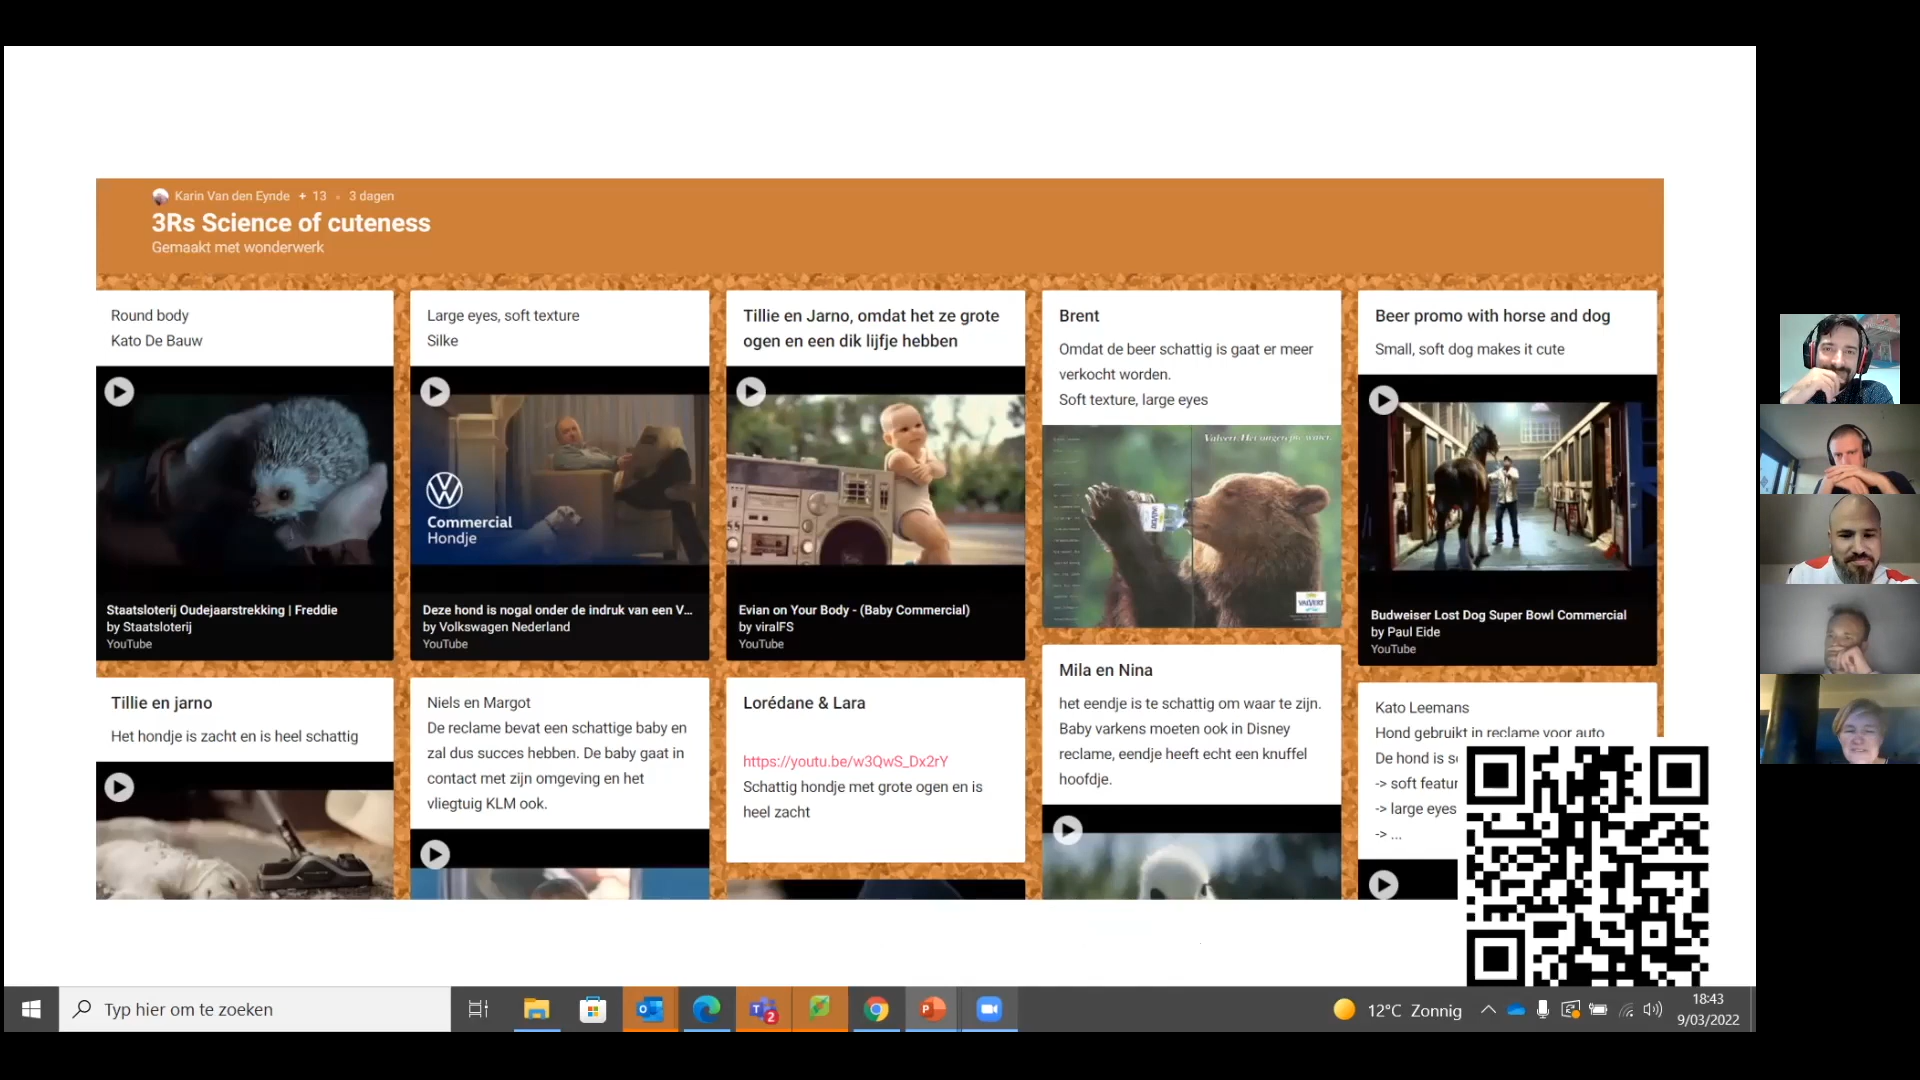 Karin Van den Eynde + 13 • 3 dagen
3Rs Science of cuteness
Gemaakt met wonderwerk
Round body
Kato De Bauw
Staatsloterij Oudejaarstrekking | Freddie
by Staatsloterij
YouTube
Large eyes, soft texture
Silke
Commercial
Hondje
Deze hond is nogal onder de indruk van een V...
by Volkswagen Nederland
YouTube
Tillie en Jarno, omdat het ze grote
ogen en een dik lijfje hebben
Evian on Your Body - (Baby Commercial)
by viralFS
YouTube
Brent
Omdat de beer schattig is gaat er meer
verkocht worden.
Soft texture, large eyes
Valvert. Het ongerepte water.
VALVERT
Beer promo with horse and dog
Small, soft dog makes it cute
Budweiser Lost Dog Super Bowl Commercial
by Paul Eide
YouTube
Tillie en jarno
Het hondje is zacht en is heel schattig
Niels en Margot
De reclame bevat een schattige baby en
zal dus succes hebben. De baby gaat in
contact met zijn omgeving en het
vliegtuig KLM ook.
Lorédane & Lara
https://youtu.be/w3QwS_Dx2rY
Schattig hondje met grote ogen en is
heel zacht
Mila en Nina
het eendje is te schattig om waar te zijn.
Baby varkens moeten ook in Disney
reclame, eendje heeft echt een knuffel
hoofdje.
Kato Leemans
Hond gebruikt in reclame voor auto
De hond is
-> soft
-> large eyes
-> ...
Typ hier om te zoeken
12°C Zonnig
18:43
9/03/2022